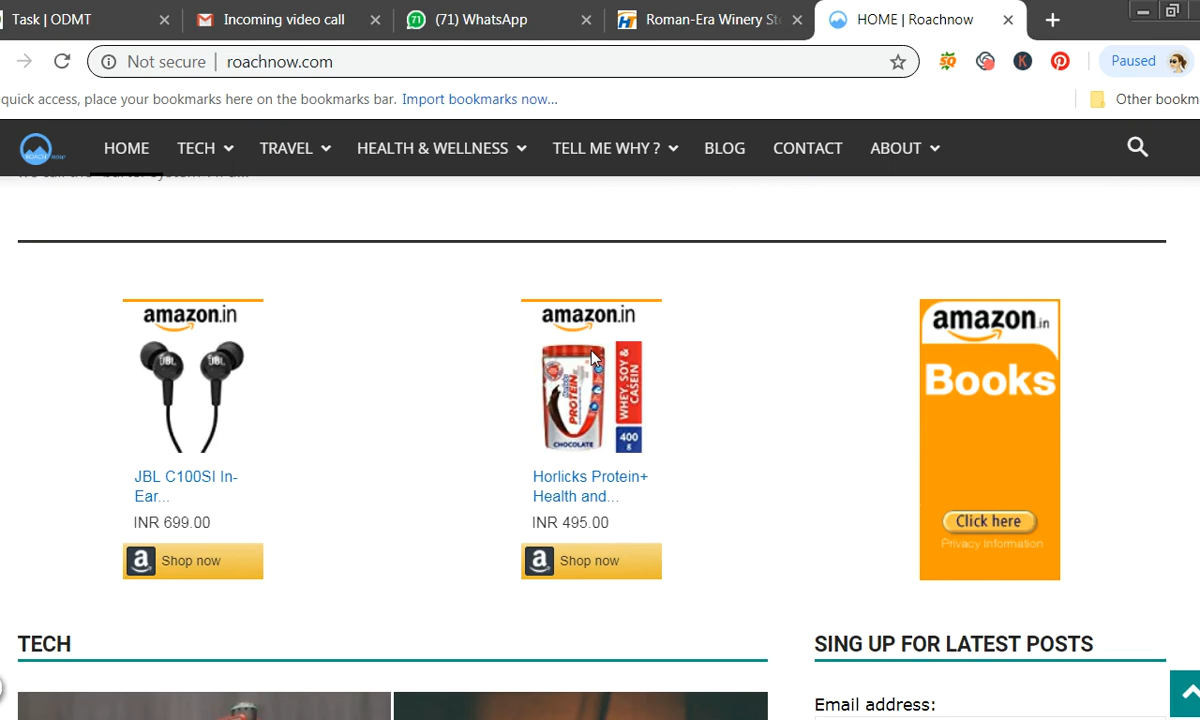 Task | ODMT
Incoming video call
(71) WhatsApp
Roman-Era Winery
HOME | Roachnow
Not secure | roachnow.com
Paused
quick access, place your bookmarks here on the bookmarks bar. Import bookmarks now...
Other bookm
ROACH now
HOME
TECH
TRAVEL
HEALTH & WELLNESS
TELL ME WHY ?
BLOG
CONTACT
ABOUT
amazon.in
JBL
JBL
JBL C100SI In-
Ear...
INR 699.00
a Shop now
amazon.in
PROTEIN
CHOCOLATE
WHEY, SOY &
CASEIN
400
g
Horlicks Protein+
Health and...
INR 495.00
a Shop now
amazon.in
Books
Click here
Privacy Information
TECH
SING UP FOR LATEST POSTS
Email address: